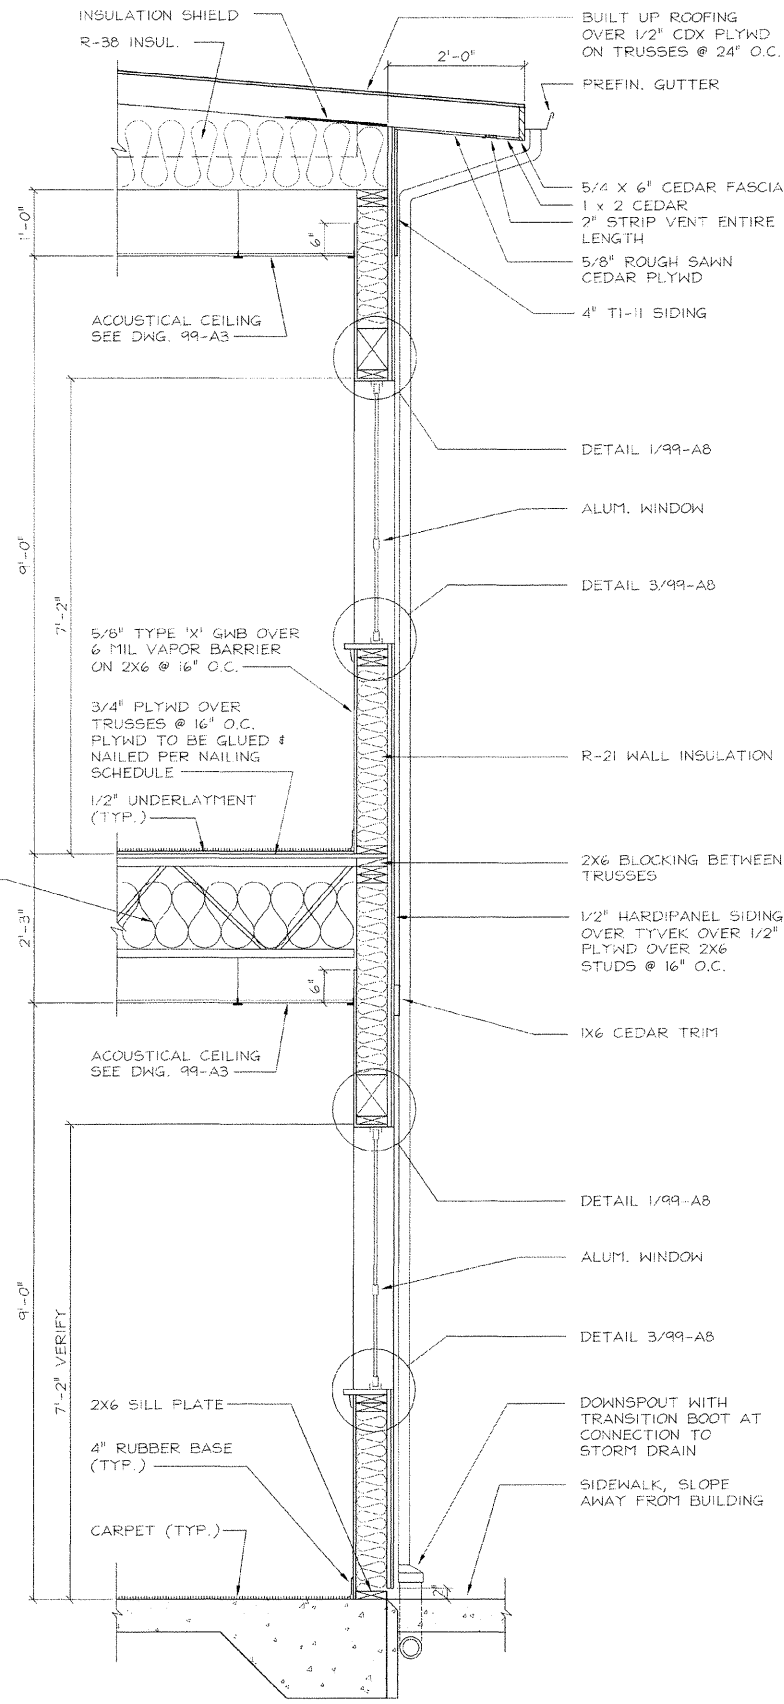 INSULATION SHIELD
R-38 INSUL.
BUILT UP ROOFING
OVER 1/2" CDX PLYWD
ON TRUSSES @ 24" O.C.
2'-0"
PREFIN. GUTTER
5/4 X 6" CEDAR FASCIA
1 x 2 CEDAR
2" STRIP VENT ENTIRE
LENGTH
5/8" ROUGH SAWN
CEDAR PLYWD
1'-0"
6"
ACOUSTICAL CEILING
SEE DWG. 99-A3
4" T1-11 SIDING
DETAIL 1/99-A8
ALUM. WINDOW
9'-0"
7'-2"
DETAIL 3/99-A8
5/8" TYPE 'X' GWB OVER
6 MIL VAPOR BARRIER
ON 2X6 @ 16" O.C.
3/4" PLYWD OVER
TRUSSES @ 16" O.C.
PLYWD TO BE GLUED &
NAILED PER NAILING
SCHEDULE
1/2" UNDERLAYMENT
(TYP.)
R-21 WALL INSULATION
2X6 BLOCKING BETWEEN
TRUSSES
2'-3"
1/2" HARDIPANEL SIDING
OVER TYVEK OVER 1/2"
PLYWD OVER 2X6
STUDS @ 16" O.C.
6"
1X6 CEDAR TRIM
ACOUSTICAL CEILING
SEE DWG. 99-A3
DETAIL 1/99-A8
ALUM. WINDOW
9'-0"
7'-2" VERIFY
DETAIL 3/99-A8
2X6 SILL PLATE
4" RUBBER BASE
(TYP.)
CARPET (TYP.)
DOWNSPOUT WITH
TRANSITION BOOT AT
CONNECTION TO
STORM DRAIN
SIDEWALK, SLOPE
AWAY FROM BUILDING
2"